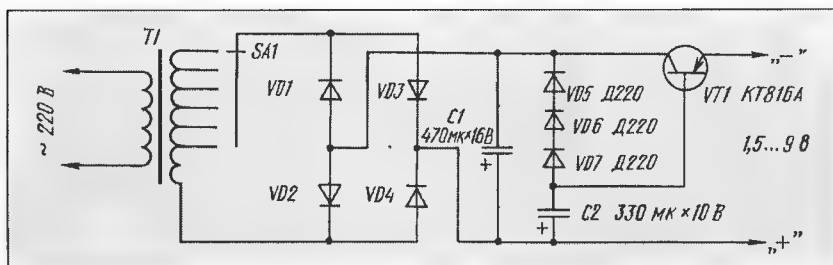 T1
SA1
~ 220 В
VD1
VD3
VD2
VD4
C1
470мк×16В
+
VD5 Д220
VD6 Д220
VD7 Д220
VT1 КТ816А
„—”
1,5...9 В
C2 330 мк×10 В
+
„+”